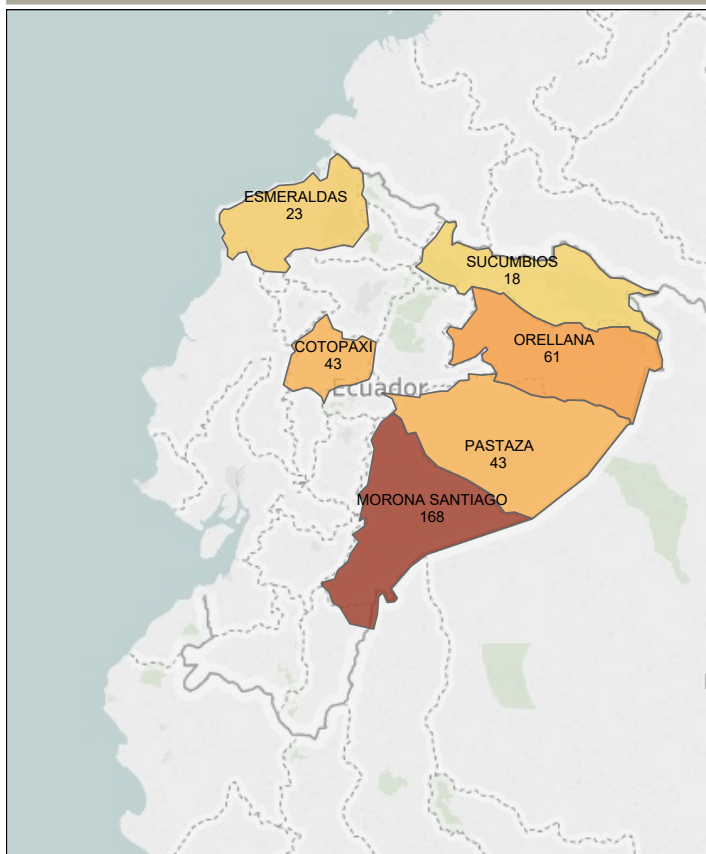 ESMERALDAS
23
SUCUMBIOS
18
ORELLANA
61
COTOPAXI
43
Ecuador
PASTAZA
43
MORONA SANTIAGO
168